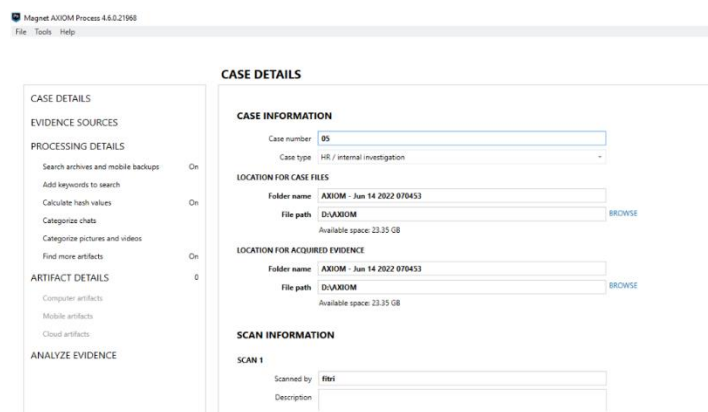 Magnet AXIOM Process 4.6.0.21968
File Tools Help
CASE DETAILS
EVIDENCE SOURCES
PROCESSING DETAILS
Search archives and mobile backups On
Add keywords to search
Calculate hash values On
Categorize chats
Categorize pictures and videos
Find more artifacts On
ARTIFACT DETAILS 0
Computer artifacts
Mobile artifacts
Cloud artifacts
ANALYZE EVIDENCE
CASE DETAILS
CASE INFORMATION
Case number 05
Case type HR / internal investigation
LOCATION FOR CASE FILES
Folder name AXIOM - Jun 14 2022 070453
File path D:\AXIOM BROWSE
Available space: 23.35 GB
LOCATION FOR ACQUIRED EVIDENCE
Folder name AXIOM - Jun 14 2022 070453
File path D:\AXIOM BROWSE
Available space: 23.35 GB
SCAN INFORMATION
SCAN 1
Scanned by fitri
Description